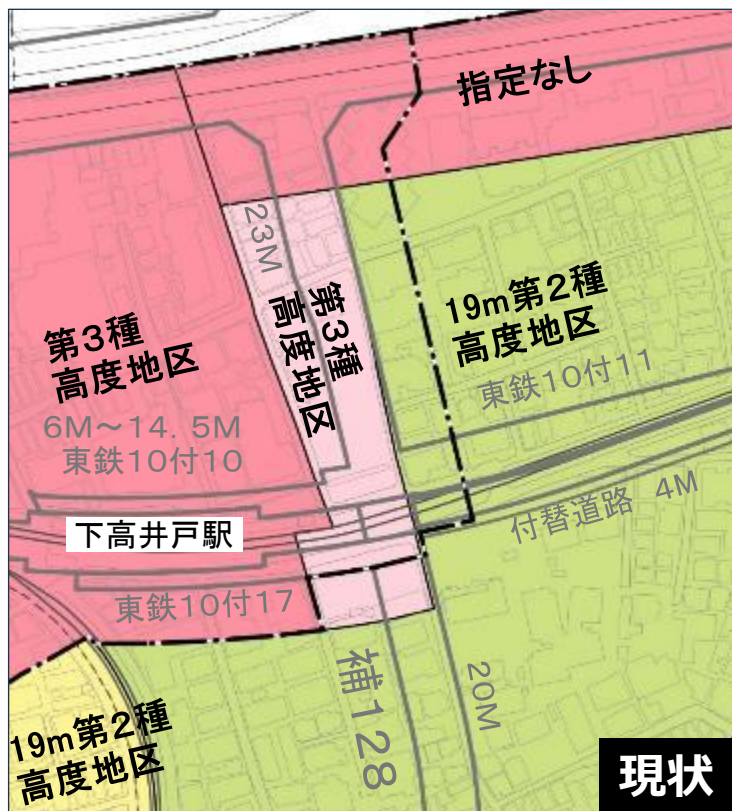 指定なし
23M
第3種
高度地区
19m第2種
高度地区
第3種
高度地区
東鉄10付11
6M~14.5M
東鉄10付10
付替道路 4M
下高井戸駅
東鉄10付17
補128
20M
19m第2種
高度地区
現状